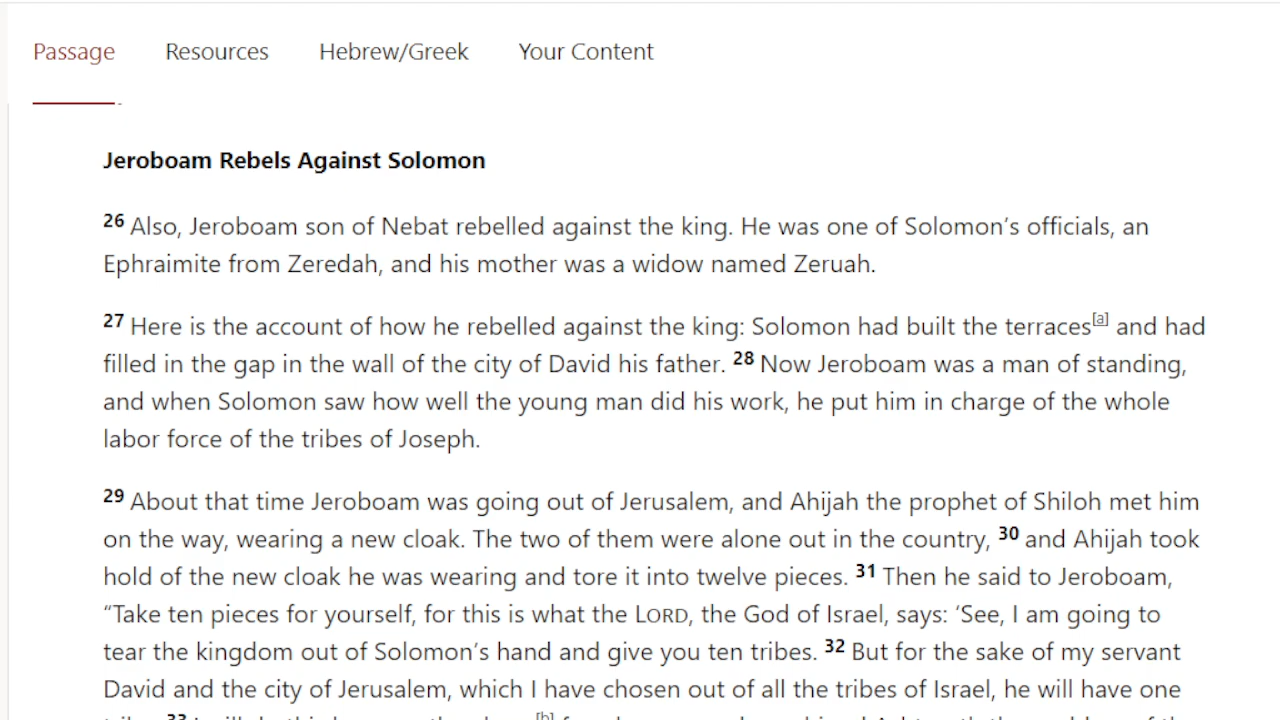 Passage Resources Hebrew/Greek Your Content
Jeroboam Rebels Against Solomon
26 Also, Jeroboam son of Nebat rebelled against the king. He was one of Solomon’s officials, an
Ephraimite from Zeredah, and his mother was a widow named Zeruah.
27 Here is the account of how he rebelled against the king: Solomon had built the terraces[a] and had
filled in the gap in the wall of the city of David his father. 28 Now Jeroboam was a man of standing,
and when Solomon saw how well the young man did his work, he put him in charge of the whole
labor force of the tribes of Joseph.
29 About that time Jeroboam was going out of Jerusalem, and Ahijah the prophet of Shiloh met him
on the way, wearing a new cloak. The two of them were alone out in the country, 30 and Ahijah took
hold of the new cloak he was wearing and tore it into twelve pieces. 31 Then he said to Jeroboam,
“Take ten pieces for yourself, for this is what the LORD, the God of Israel, says: ‘See, I am going to
tear the kingdom out of Solomon’s hand and give you ten tribes. 32 But for the sake of my servant
David and the city of Jerusalem, which I have chosen out of all the tribes of Israel, he will have one